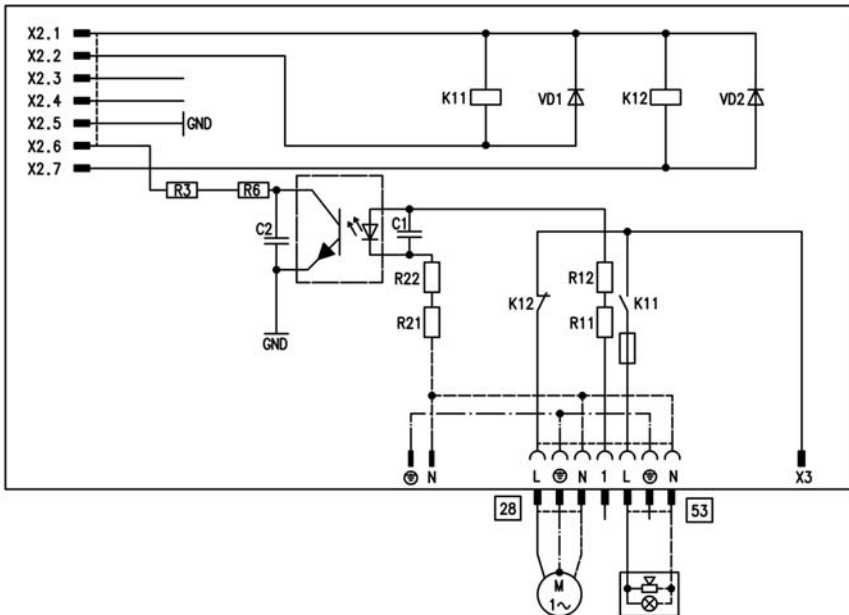 X2.1
X2.2
X2.3
X2.4
X2.5
X2.6
X2.7
GND
K11
VD1
K12
VD2
R3
R6
C2
C1
R22
R21
GND
K12
R12
R11
K11
N
L
N
1
L
N
X3
28
53
M
1~